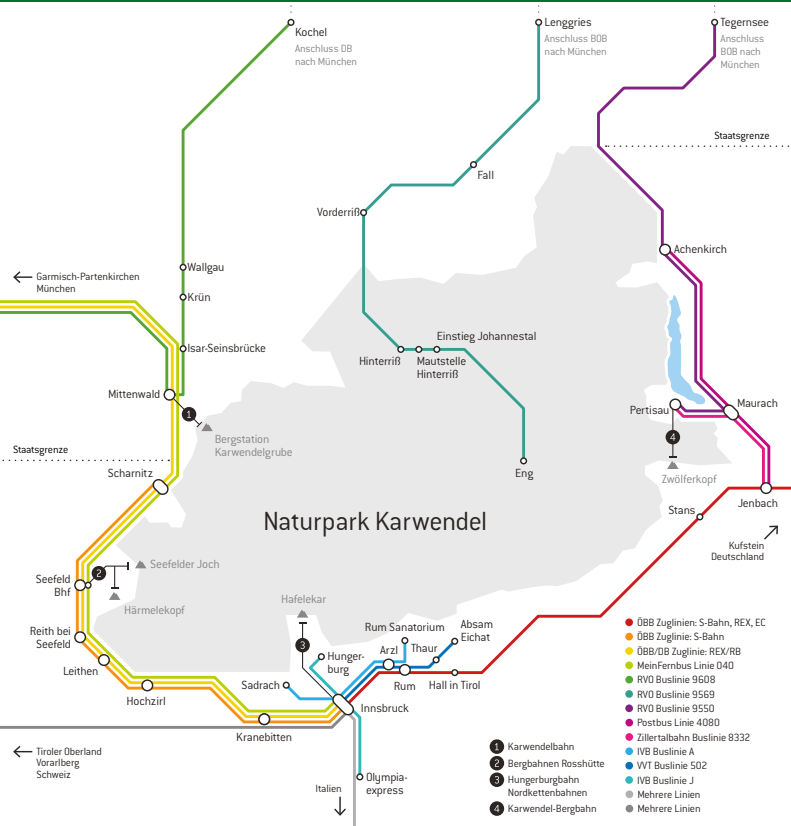 Kochel
Anschluss DB
nach München
Lenggries
Anschluss BOB
nach München
Tegernsee
Anschluss
BOB nach
München
Staatsgrenze
Fall
Vorderriß
Achenkirch
Wallgau
Garmisch-Partenkirchen
München
Krün
Isar-Seinsbrücke
Einstieg Johannestal
Hinterriß
Mautstelle
Hinterriß
Mittenwald
1
Bergstation
Karwendelgrube
Pertisau
Maurach
4
Zwölferkopf
Staatsgrenze
Scharnitz
Eng
Jenbach
Stans
Naturpark Karwendel
Kufstein
Deutschland
Seefeld
Bhf
2
Seefelder Joch
Härmelekopf
Hafelekar
3
Reith bei
Seefeld
Leithen
Hochzirl
Kranebitten
Sadrach
Hunger-
burg
Rum Sanatorium
Arzl
Thaur
Absam
Eichat
Rum
Hall in Tirol
Innsbruck
Olympia-
express
Italien
Tiroler Oberland
Vorarlberg
Schweiz
1 Karwendelbahn
2 Bergbahnen Rosshütte
3 Hungerburgbahn
Nordkettenbahnen
4 Karwendel-Bergbahn
ÖBB Zuglinien: S-Bahn, REX, EC
ÖBB Zuglinie: S-Bahn
ÖBB/DB Zuglinie: REX/RB
MeinFernbus Linie 040
RVO Buslinie 9608
RVO Buslinie 9569
RVO Buslinie 9550
Postbus Linie 4080
Zillertalbahn Buslinie 8332
IVB Buslinie A
VVT Buslinie 502
IVB Buslinie J
Mehrere Linien
Mehrere Linien